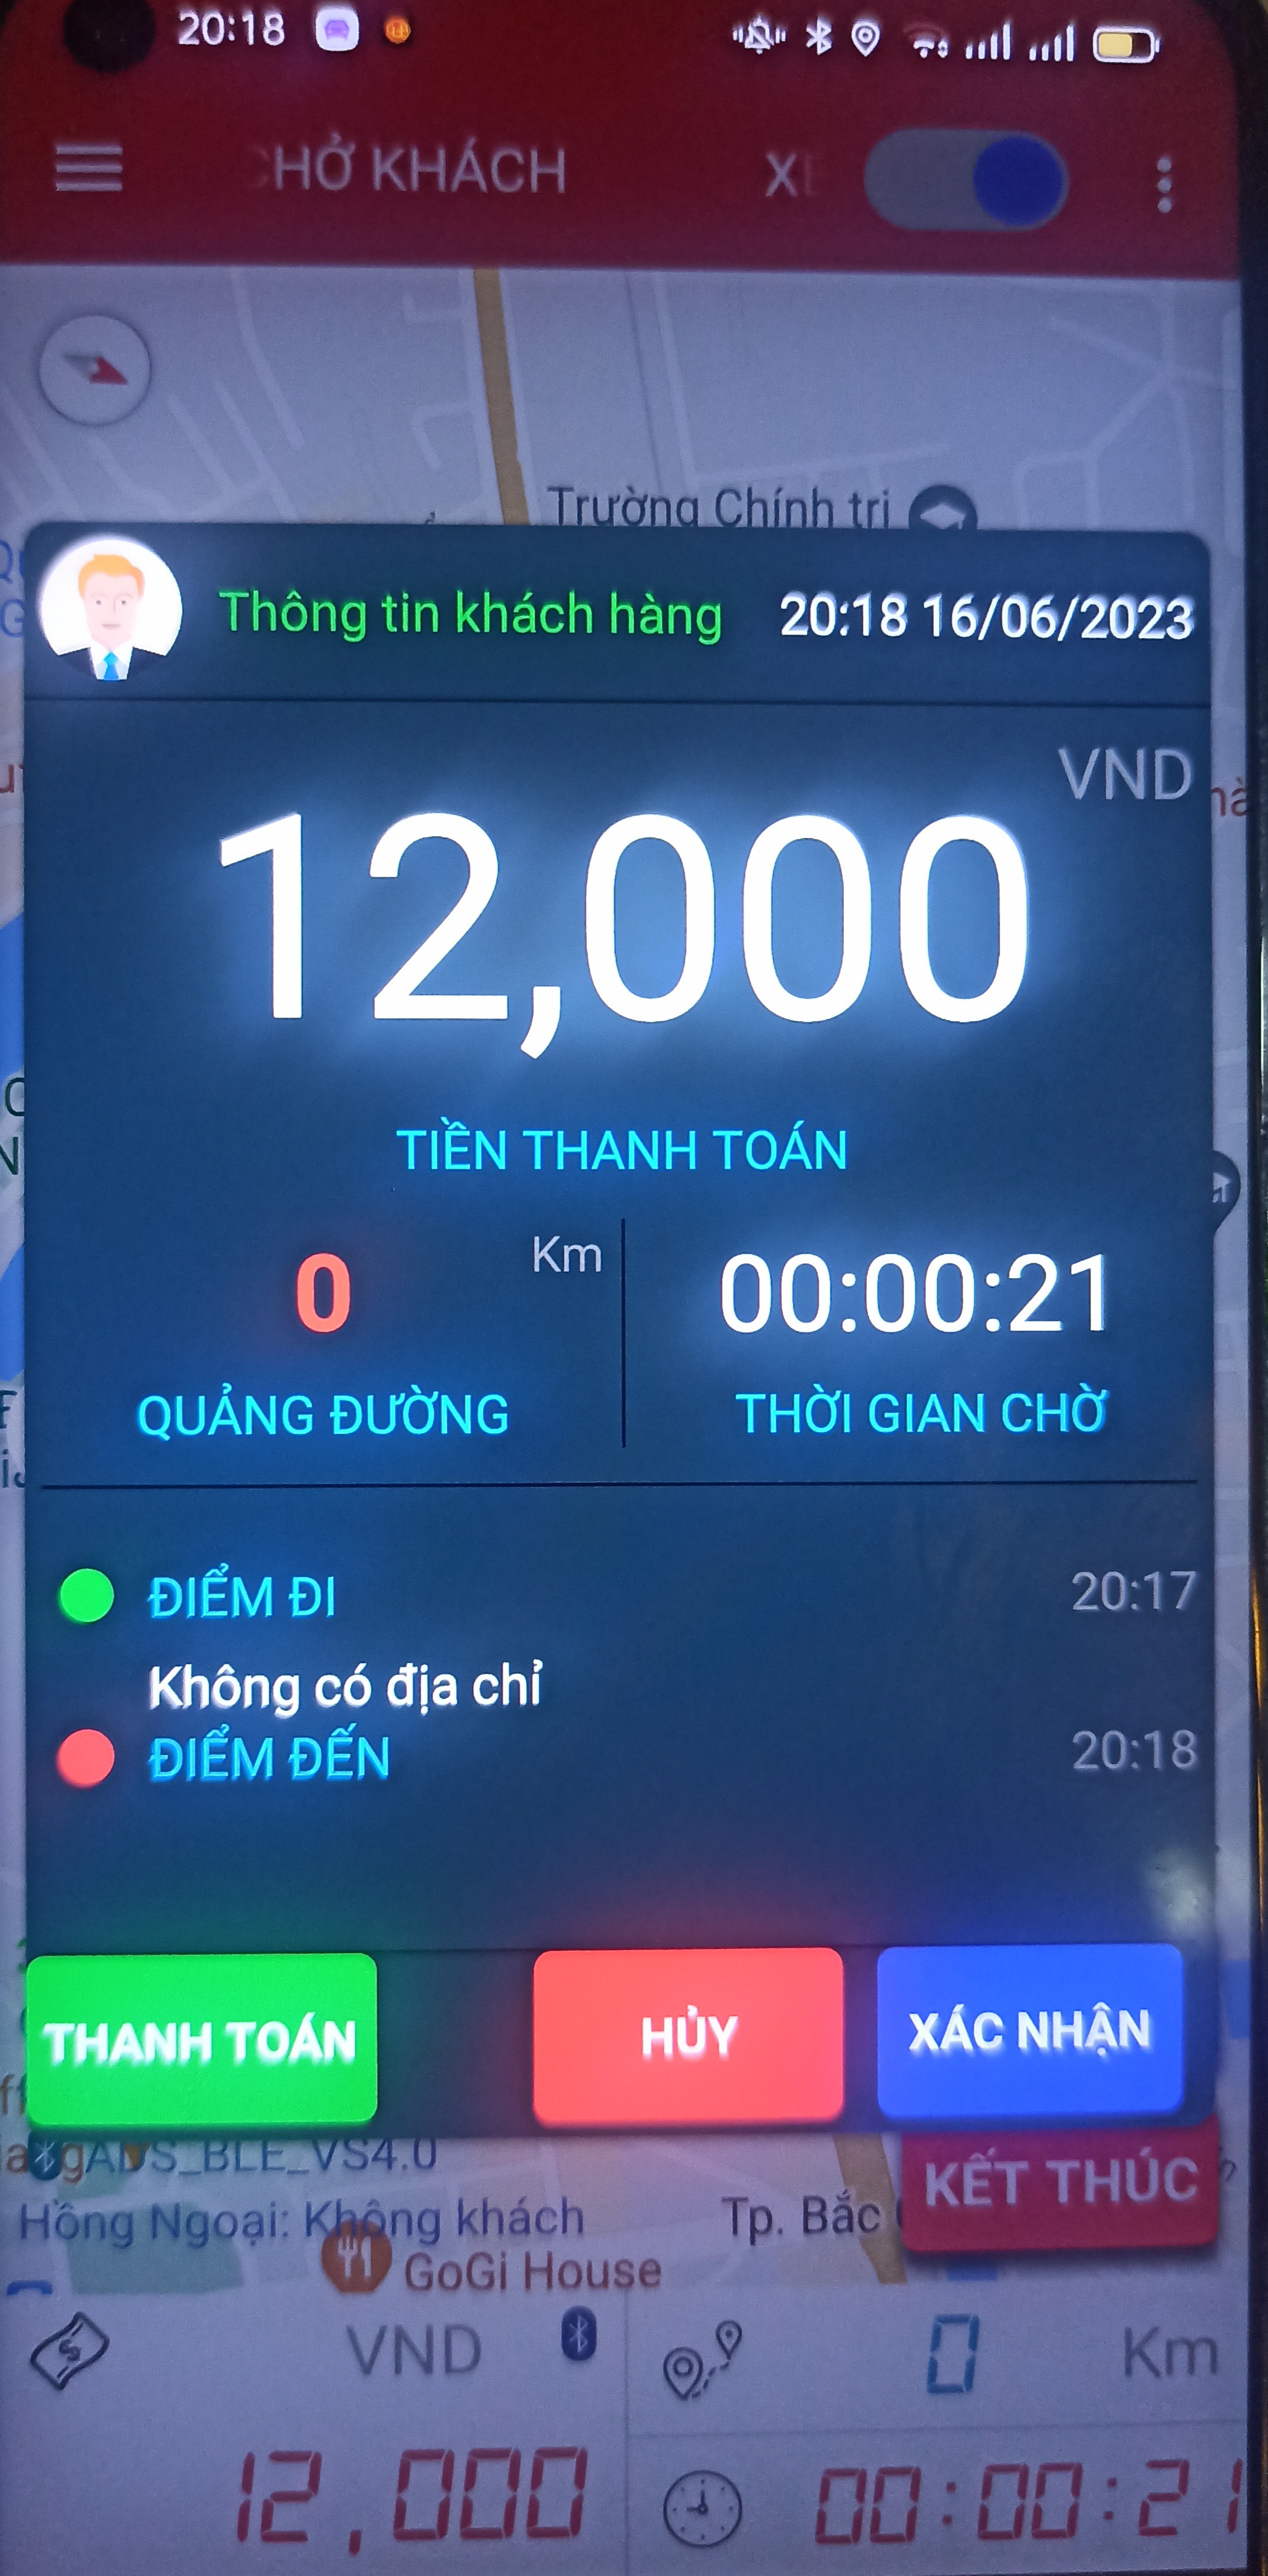 20:18
CHỞ KHÁCH
Trường Chính trị
Thông tin khách hàng 20:18 16/06/2023
VND
12,000
TIỀN THANH TOÁN
0 Km 00:00:21
QUẢNG ĐƯỜNG THỜI GIAN CHỜ
ĐIỂM ĐI 20:17
Không có địa chỉ
ĐIỂM ĐẾN 20:18
THANH TOÁN HỦY XÁC NHẬN
ADS_BLE_VS4.0
KẾT THÚC
Hồng Ngoại: Không khách Tp. Bắc
GoGi House
VND 0 Km
12,000 00:00:21